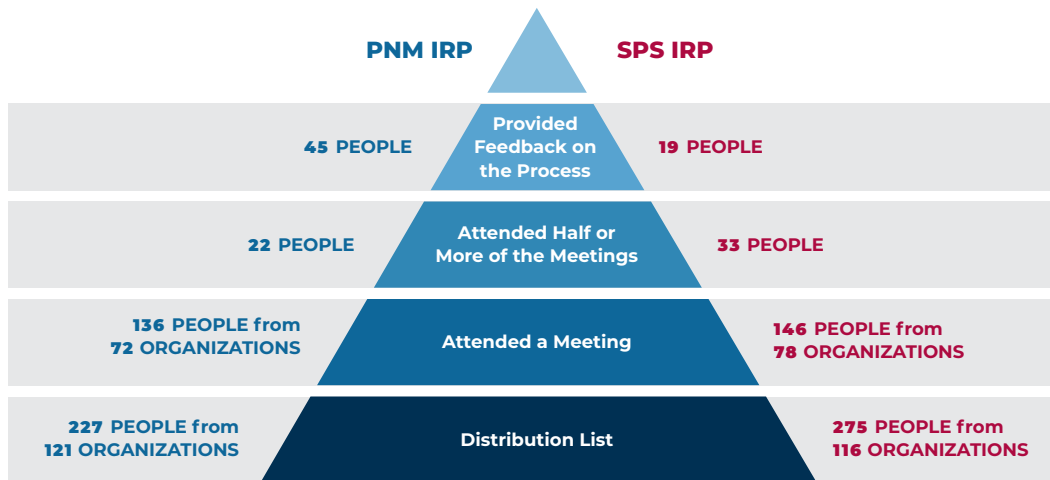 PNM IRP
SPS IRP
45 PEOPLE
Provided
Feedback on
the Process
19 PEOPLE
22 PEOPLE
Attended Half or
More of the Meetings
33 PEOPLE
136 PEOPLE from
72 ORGANIZATIONS
Attended a Meeting
146 PEOPLE from
78 ORGANIZATIONS
227 PEOPLE from
121 ORGANIZATIONS
Distribution List
275 PEOPLE from
116 ORGANIZATIONS